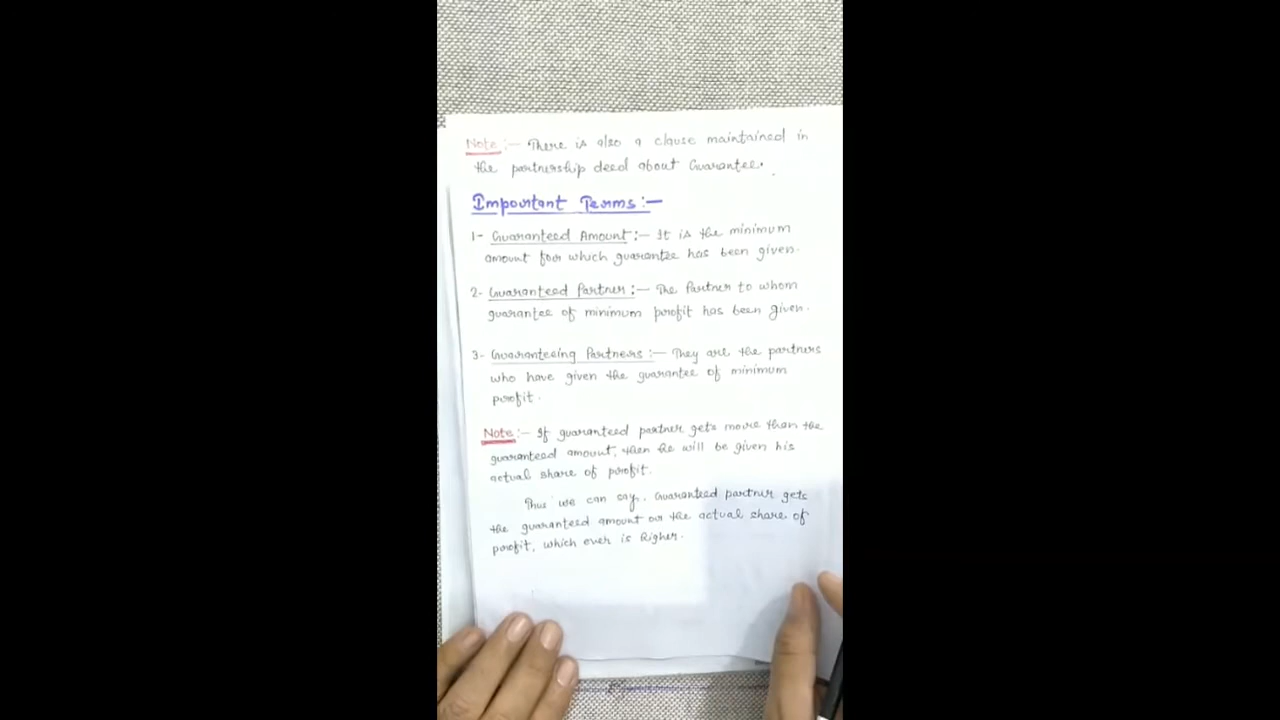 Note :- There is also a clause maintained in
the partnership deed about Guarantee.
Important Terms :-
1- Guaranteed Amount :- It is the minimum
amount for which guarantee has been given.
2- Guaranteed Partner :- The Partner to whom
guarantee of minimum profit has been given.
3- Guaranteeing Partners :- They are the partners
who have given the guarantee of minimum
profit.
Note :- If guaranteed partner gets more than the
guaranteed amount, then he will be given his
actual share of profit.
Thus we can say, Guaranteed partner gets
the guaranteed amount or the actual share of
profit, which ever is higher.